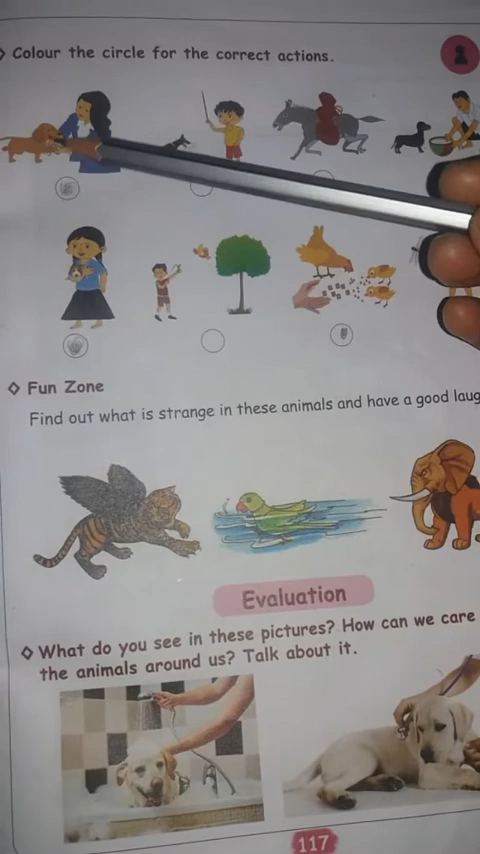 ◊ Colour the circle for the correct actions.
◊ Fun Zone
Find out what is strange in these animals and have a good
Evaluation
◊ What do you see in these pictures? How can we care
the animals around us? Talk about it.
117